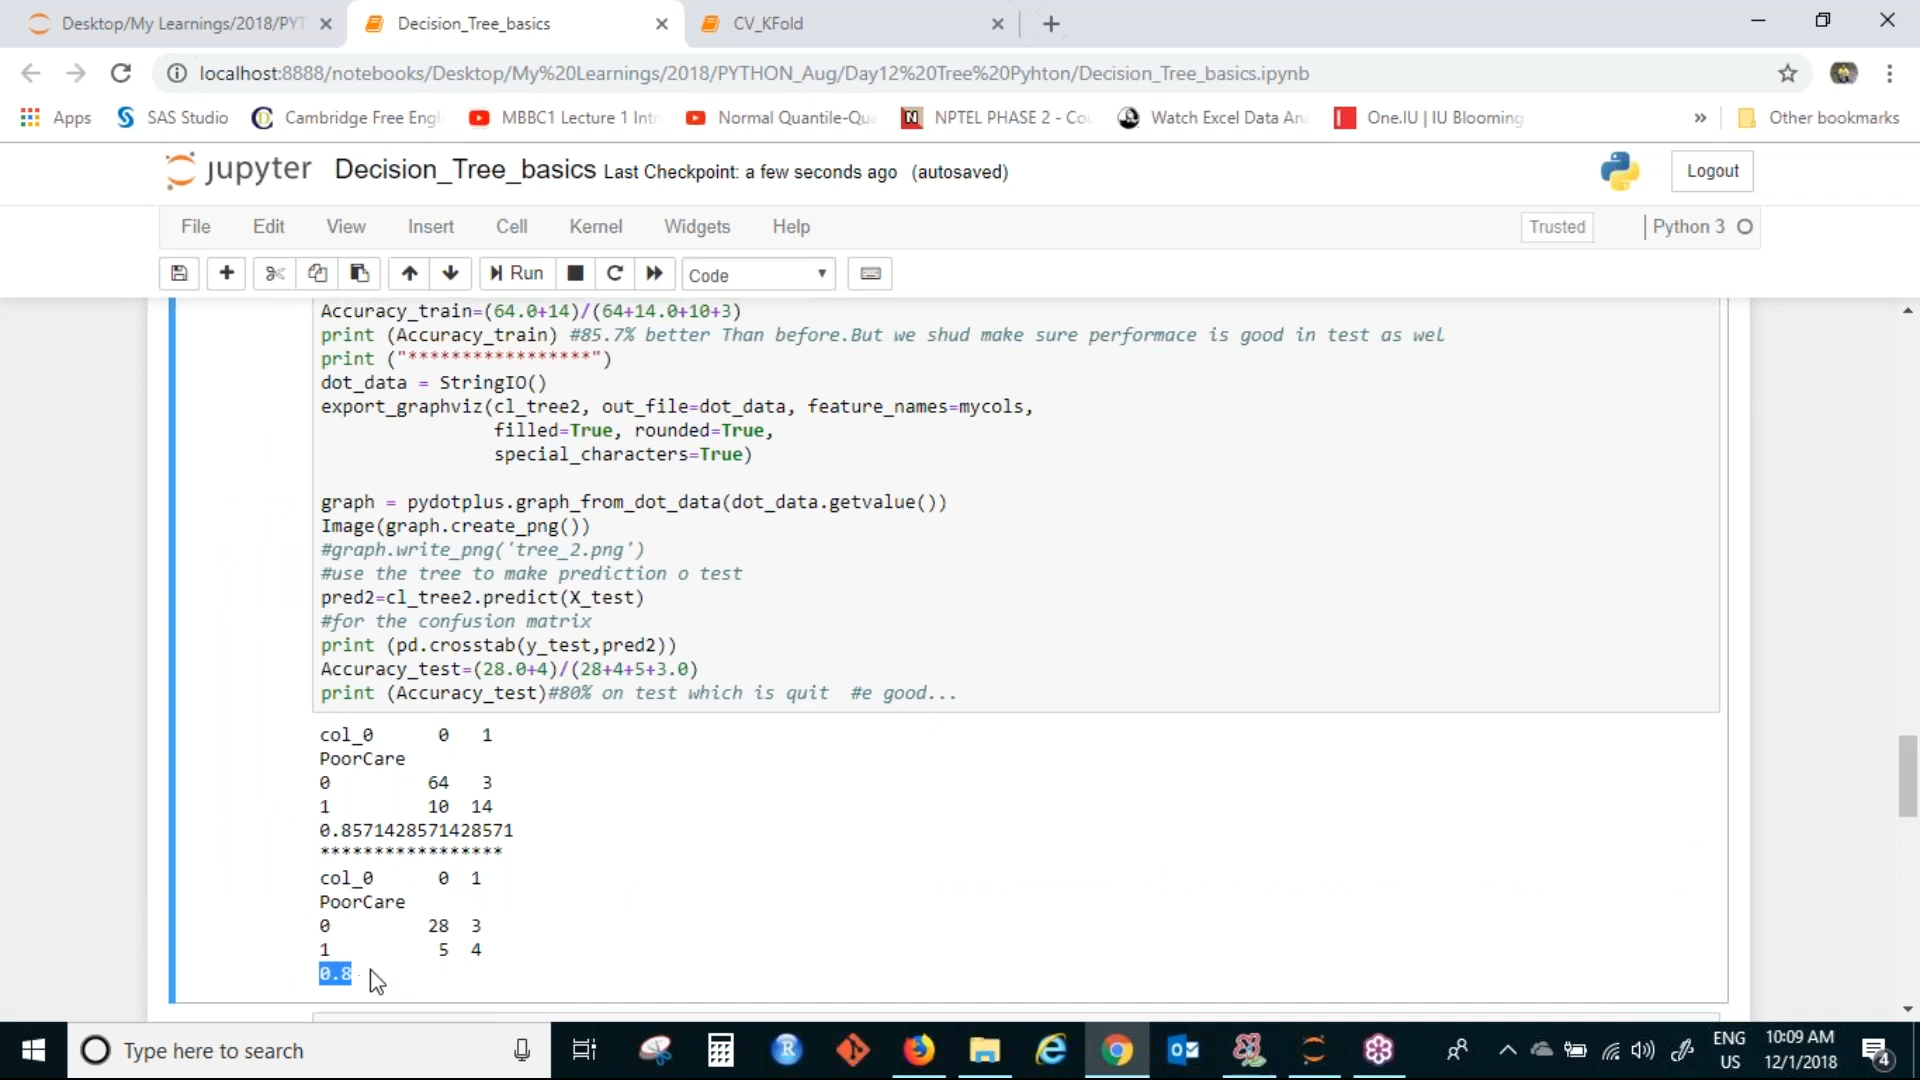 Desktop/My Learnings/2018/PYT
Decision_Tree_basics
CV_KFold
localhost:8888/notebooks/Desktop/My%20Learnings/2018/PYTHON_Aug/Day12%20Tree%20Pyhton/Decision_Tree_basics.ipynb
Apps
SAS Studio
Cambridge Free Engl
MBBC1 Lecture 1 Intr
Normal Quantile-Qua
NPTEL PHASE 2 - Cou
Watch Excel Data Ana
One.IU | IU Blooming
Other bookmarks
jupyter Decision_Tree_basics Last Checkpoint: a few seconds ago (autosaved)
Logout
File Edit View Insert Cell Kernel Widgets Help
Trusted
Python 3
Run
Code
Accuracy_train=(64.0+14)/(64+14.0+10+3)
print (Accuracy_train) #85.7% better Than before.But we shud make sure performace is good in test as wel
print ("*****************")
dot_data = StringIO()
export_graphviz(cl_tree2, out_file=dot_data, feature_names=mycols,
filled=True, rounded=True,
special_characters=True)
graph = pydotplus.graph_from_dot_data(dot_data.getvalue())
Image(graph.create_png())
#graph.write_png('tree_2.png')
#use the tree to make prediction o test
pred2=cl_tree2.predict(X_test)
#for the confusion matrix
print (pd.crosstab(y_test,pred2))
Accuracy_test=(28.0+4)/(28+4+5+3.0)
print (Accuracy_test)#80% on test which is quit #e good...
col_0 0 1
PoorCare
0 64 3
1 10 14
0.8571428571428571
*****************
col_0 0 1
PoorCare
0 28 3
1 5 4
0.8
Type here to search
ENG
US
10:09 AM
12/1/2018
4